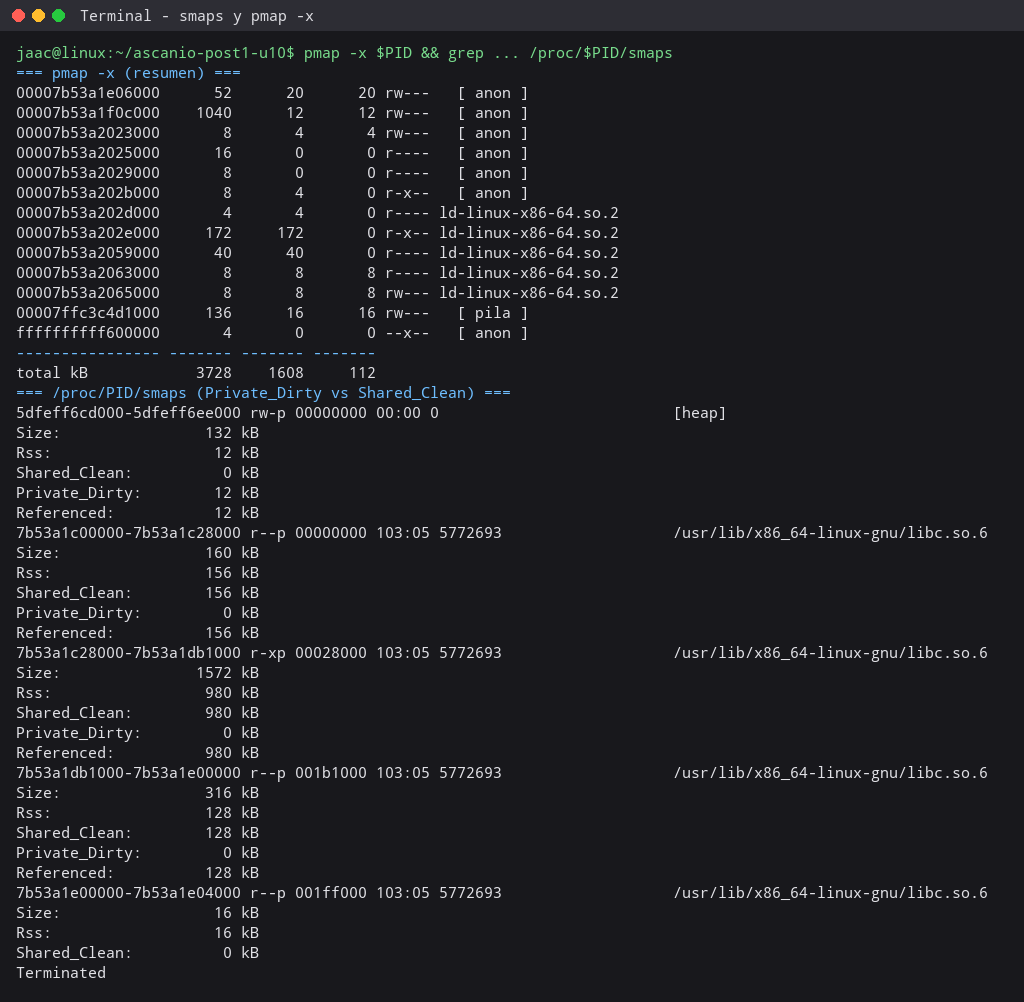 Terminal - smaps y pmap -x
jaac@linux:~/ascanio-post1-u10$ pmap -x $PID && grep ... /proc/$PID/smaps
=== pmap -x (resumen) ===
00007b53a1e06000      52      20      20 rw---   [ anon ]
00007b53a1f0c000    1040      12      12 rw---   [ anon ]
00007b53a2023000       8       4       4 rw---   [ anon ]
00007b53a2025000      16       0       0 r----   [ anon ]
00007b53a2029000       8       0       0 r----   [ anon ]
00007b53a202b000       8       4       0 r-x--   [ anon ]
00007b53a202d000       4       4       0 r---- ld-linux-x86-64.so.2
00007b53a202e000     172     172       0 r-x-- ld-linux-x86-64.so.2
00007b53a2059000      40      40       0 r---- ld-linux-x86-64.so.2
00007b53a2063000       8       8       8 r---- ld-linux-x86-64.so.2
00007b53a2065000       8       8       8 rw--- ld-linux-x86-64.so.2
00007ffc3c4d1000     136      16      16 rw---   [ pila ]
ffffffffff600000       4       0       0 --x--   [ anon ]
---------------- ------- ------- -------
total kB            3728    1608     112
=== /proc/PID/smaps (Private_Dirty vs Shared_Clean) ===
5dfeff6cd000-5dfeff6ee000 rw-p 00000000 00:00 0                          [heap]
Size:                132 kB
Rss:                  12 kB
Shared_Clean:          0 kB
Private_Dirty:        12 kB
Referenced:           12 kB
7b53a1c00000-7b53a1c28000 r--p 00000000 103:05 5772693                   /usr/lib/x86_64-linux-gnu/libc.so.6
Size:                160 kB
Rss:                 156 kB
Shared_Clean:        156 kB
Private_Dirty:         0 kB
Referenced:          156 kB
7b53a1c28000-7b53a1db1000 r-xp 00028000 103:05 5772693                   /usr/lib/x86_64-linux-gnu/libc.so.6
Size:               1572 kB
Rss:                 980 kB
Shared_Clean:        980 kB
Private_Dirty:         0 kB
Referenced:          980 kB
7b53a1db1000-7b53a1e00000 r--p 001b1000 103:05 5772693                   /usr/lib/x86_64-linux-gnu/libc.so.6
Size:                316 kB
Rss:                 128 kB
Shared_Clean:        128 kB
Private_Dirty:         0 kB
Referenced:          128 kB
7b53a1e00000-7b53a1e04000 r--p 001ff000 103:05 5772693                   /usr/lib/x86_64-linux-gnu/libc.so.6
Size:                 16 kB
Rss:                  16 kB
Shared_Clean:          0 kB
Terminated